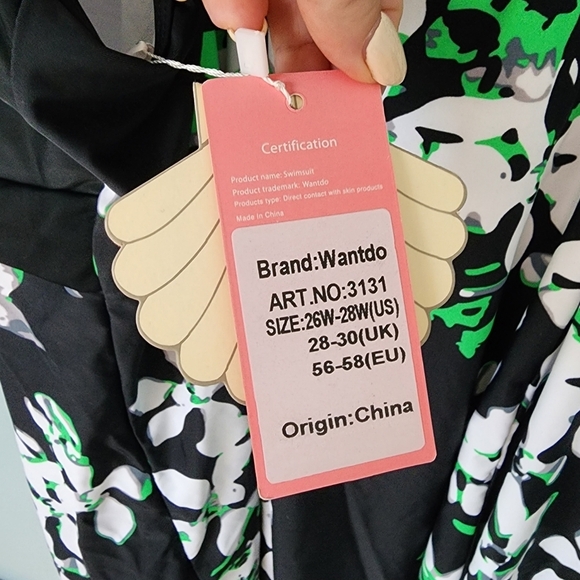 Certification
Product name: Swimsuit
Product trademark: Wantdo
Products type: Direct contact with skin products
Made in China
Brand:Wantdo
ART.NO:3131
SIZE:26W-28W(US)
28-30(UK)
56-58(EU)
Origin:China